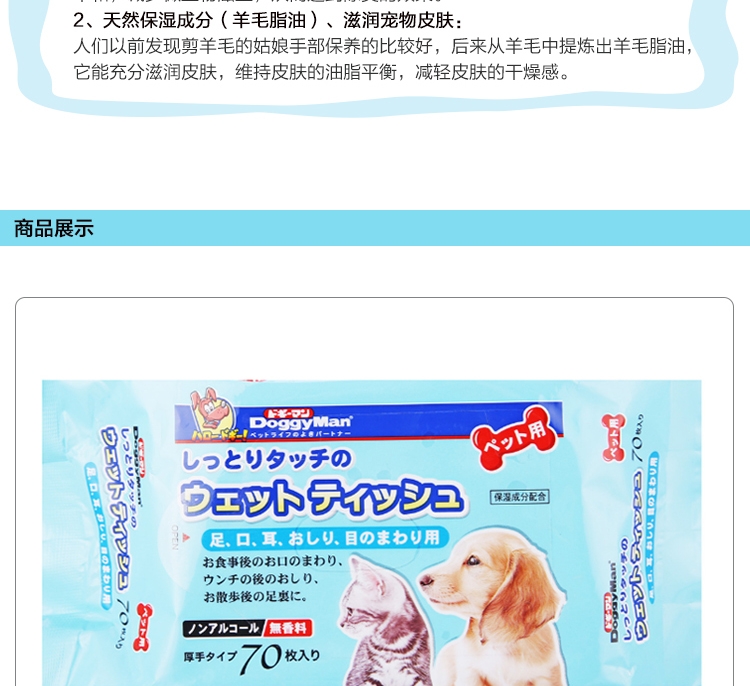 2、天然保湿成分（羊毛脂油）、滋润宠物皮肤：
人们以前发现剪羊毛的姑娘手部保养的比较好，后来从羊毛中提炼出羊毛脂油，
它能充分滋润皮肤，维持皮肤的油脂平衡，减轻皮肤的干燥感。
商品展示
ドギーマン
DoggyMan®
ハロードギー!
ペットライフのよきパートナー
ペット用
しっとりタッチの
ウェットティッシュ
保湿成分配合
足、口、耳、おしり、目のまわり用
OPEN
お食事後のお口のまわり、
ウンチの後のおしり、
お散歩後の足裏に。
ノンアルコール/無香料
厚手タイプ70枚入り
ドギーマン
DoggyMan®
しっとりタッチの
ウェットティッシュ
足、口、耳、おしり、目のまわり用
70枚入り
ペット用
ペット用
70枚入り
DoggyMan®
しっとりタッチの
ウェットティッシュ
足、口、耳、おしり、目のまわり用